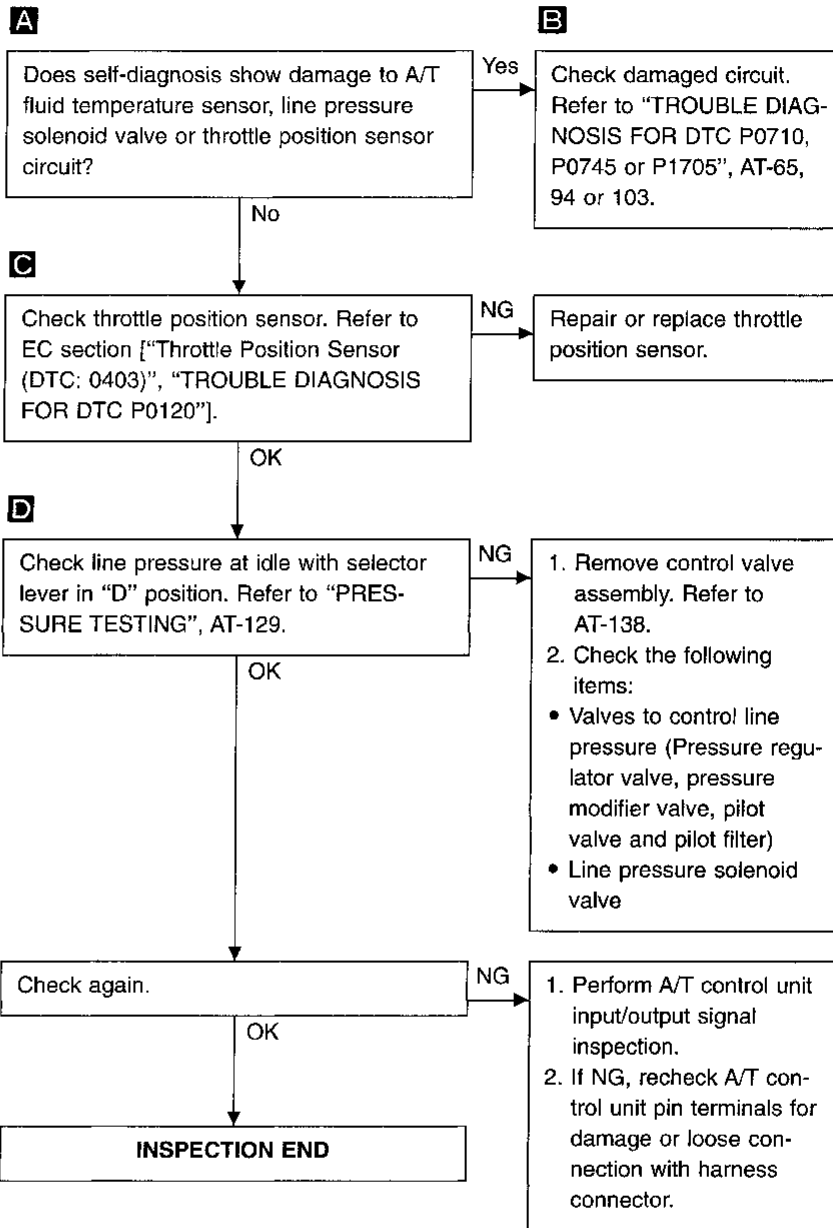 A
B
Does self-diagnosis show damage to A/T
fluid temperature sensor, line pressure
solenoid valve or throttle position sensor
circuit?
Yes
Check damaged circuit.
Refer to “TROUBLE DIAG-
NOSIS FOR DTC P0710,
P0745 or P1705”, AT-65,
94 or 103.
No
C
Check throttle position sensor. Refer to
EC section [“Throttle Position Sensor
(DTC: 0403)”, “TROUBLE DIAGNOSIS
FOR DTC P0120”].
NG
Repair or replace throttle
position sensor.
OK
D
Check line pressure at idle with selector
lever in “D” position. Refer to “PRES-
SURE TESTING”, AT-129.
NG
1. Remove control valve
assembly. Refer to
AT-138.
2. Check the following
items:
• Valves to control line
pressure (Pressure regu-
lator valve, pressure
modifier valve, pilot
valve and pilot filter)
• Line pressure solenoid
valve
OK
Check again.
NG
1. Perform A/T control unit
input/output signal
inspection.
2. If NG, recheck A/T con-
trol unit pin terminals for
damage or loose con-
nection with harness
connector.
OK
INSPECTION END